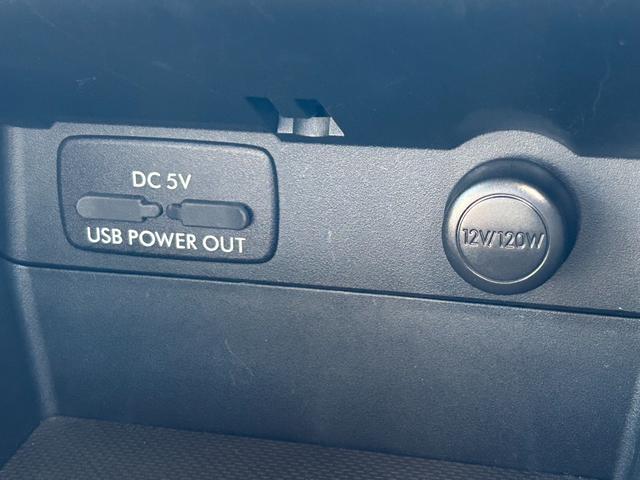 DC 5V
USB POWER OUT
12V/120W